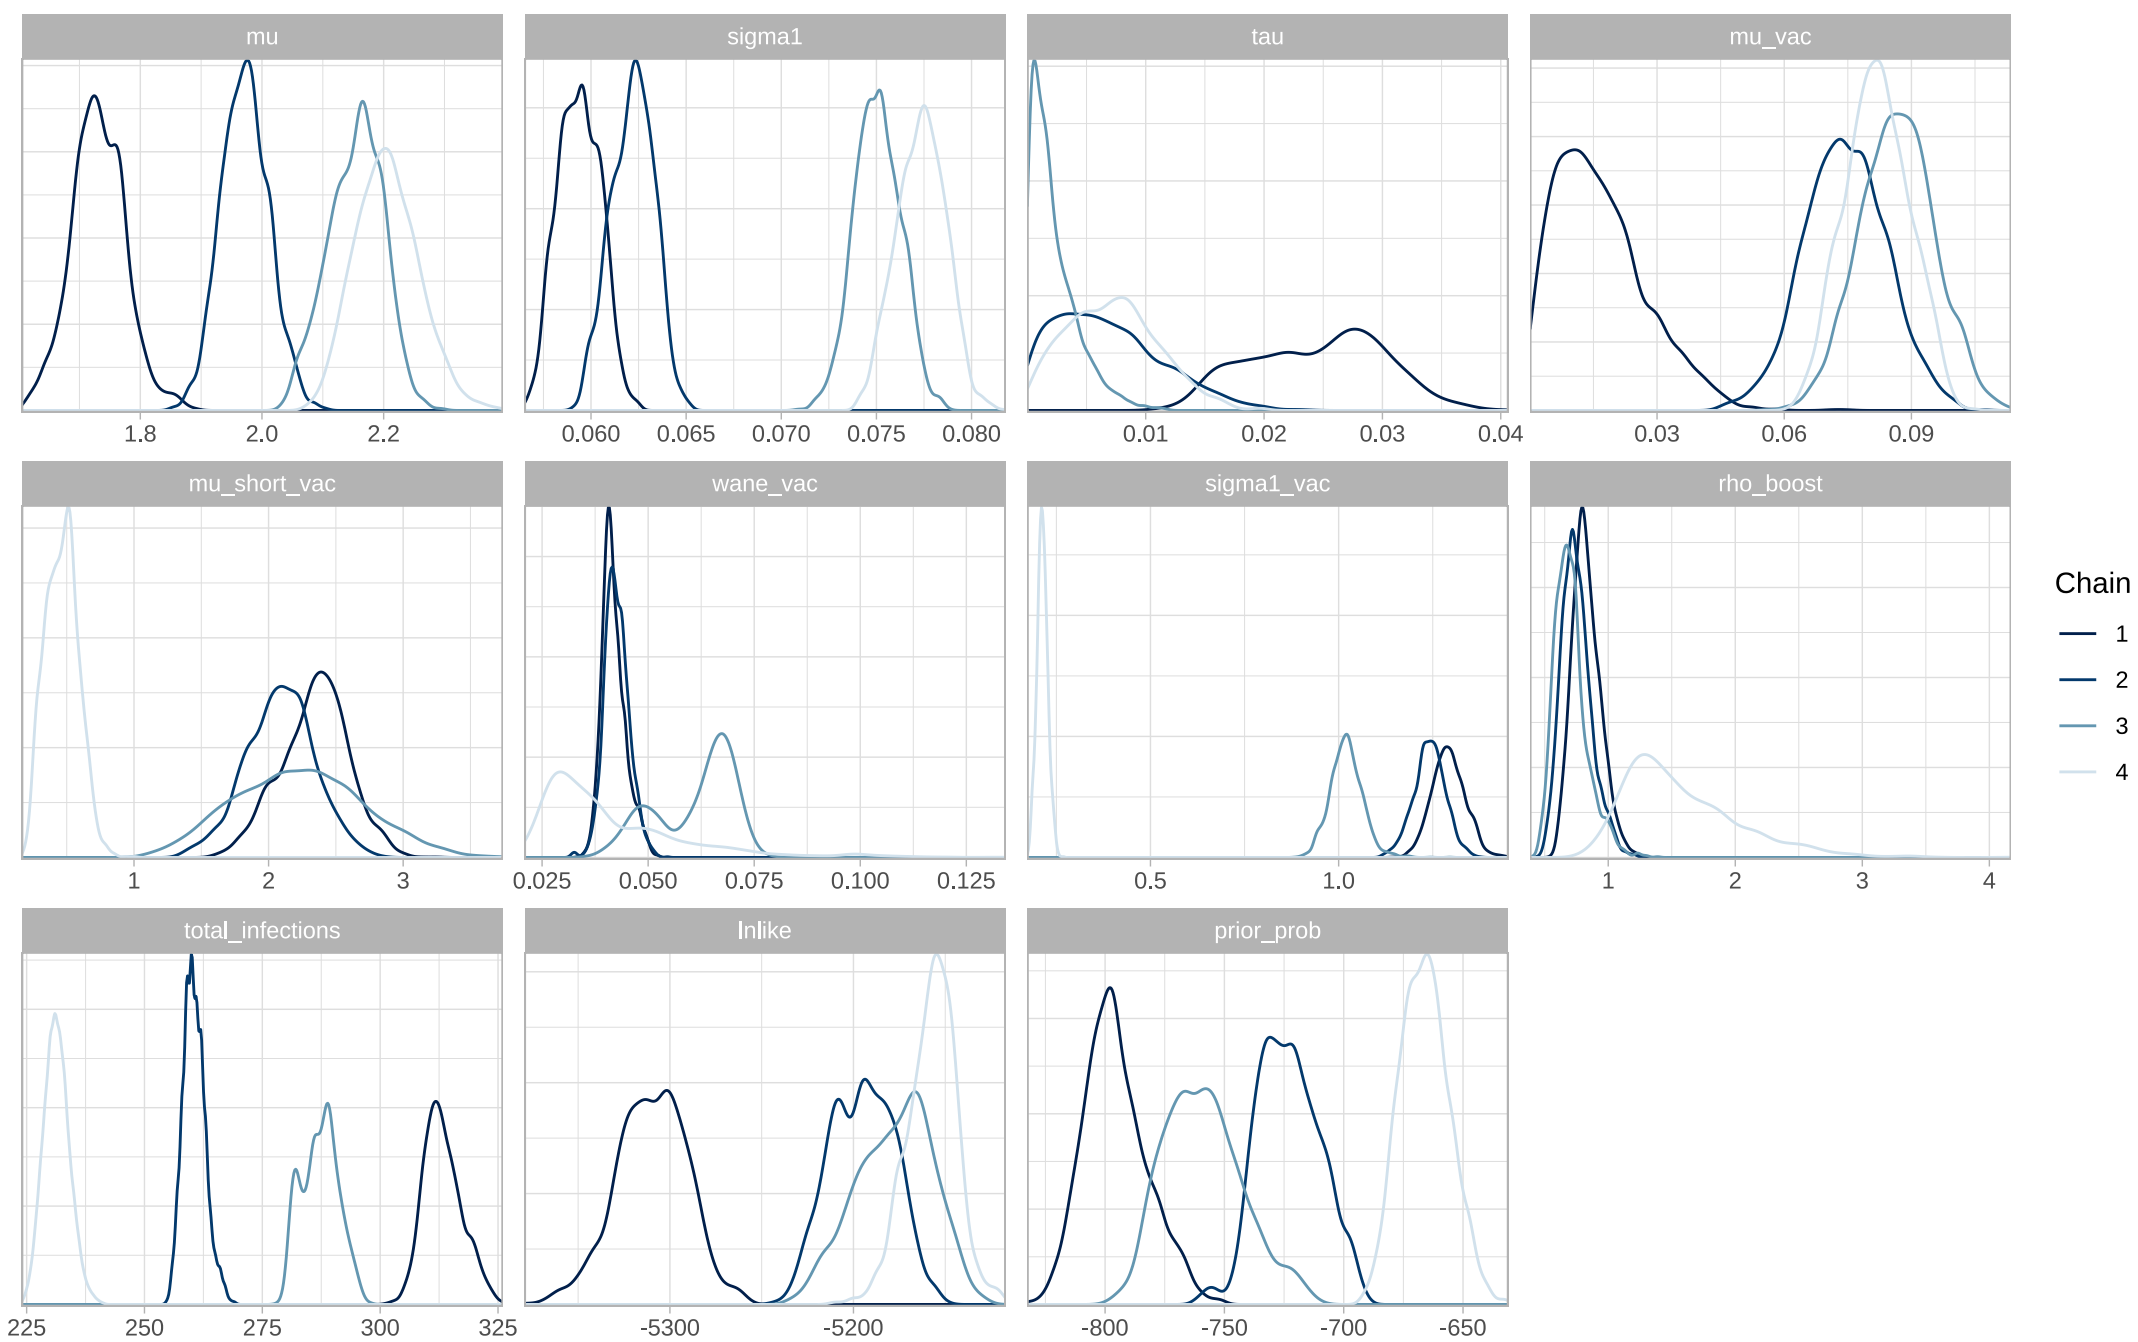 mu
sigma1
tau
mu_vac
1.8 2.0 2.2
0.060 0.065 0.070 0.075 0.080
0.01 0.02 0.03 0.04
0.03 0.06 0.09
mu_short_vac
wane_vac
sigma1_vac
rho_boost
1 2 3
0.025 0.050 0.075 0.100 0.125
0.5 1.0
1 2 3 4
Chain
1
2
3
4
total_infections
lnlike
prior_prob
225 250 275 300 325
-5300 -5200
-800 -750 -700 -650